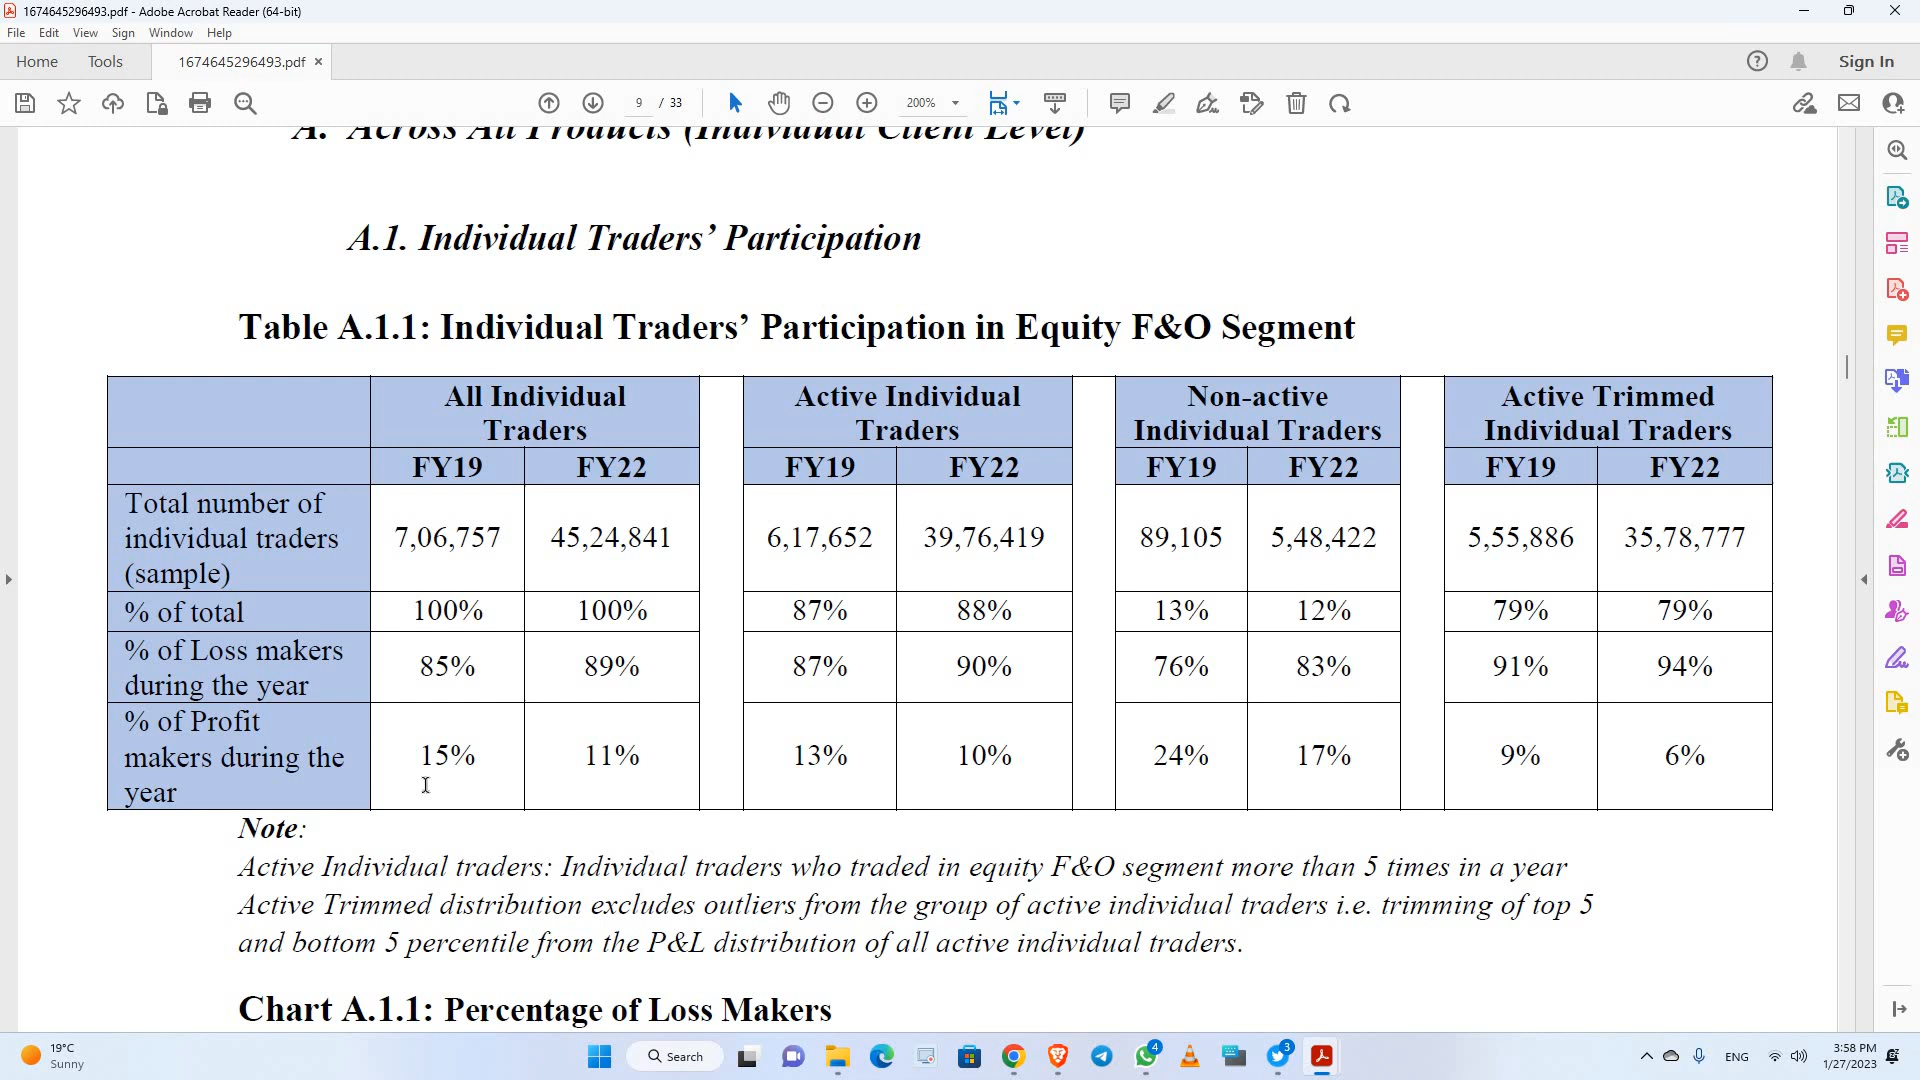 1674645296493.pdf - Adobe Acrobat Reader (64-bit)
File Edit View Sign Window Help
Home Tools 1674645296493.pdf × Sign In
9 / 33 200%
A. Across All Products (Individual Client Level)
A.1. Individual Traders’ Participation
Table A.1.1: Individual Traders’ Participation in Equity F&O Segment
All Individual Traders Active Individual Traders Non-active Individual Traders Active Trimmed Individual Traders
FY19 FY22 FY19 FY22 FY19 FY22 FY19 FY22
Total number of individual traders (sample) 7,06,757 45,24,841 6,17,652 39,76,419 89,105 5,48,422 5,55,886 35,78,777
% of total 100% 100% 87% 88% 13% 12% 79% 79%
% of Loss makers during the year 85% 89% 87% 90% 76% 83% 91% 94%
% of Profit makers during the year 15% 11% 13% 10% 24% 17% 9% 6%
Note:
Active Individual traders: Individual traders who traded in equity F&O segment more than 5 times in a year
Active Trimmed distribution excludes outliers from the group of active individual traders i.e. trimming of top 5
and bottom 5 percentile from the P&L distribution of all active individual traders.
Chart A.1.1: Percentage of Loss Makers
19°C
Sunny
Search
4
3
ENG
3:58 PM
1/27/2023